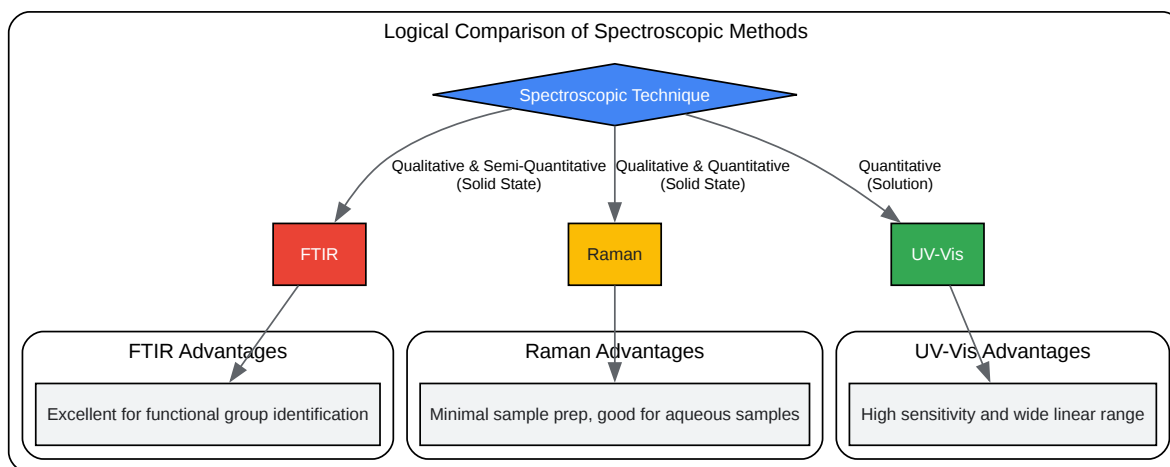 Logical Comparison of Spectroscopic Methods
Spectroscopic Technique
Qualitative & Semi-Quantitative
(Solid State)
Qualitative & Quantitative
(Solid State)
Quantitative
(Solution)
FTIR
Raman
UV-Vis
FTIR Advantages
Raman Advantages
UV-Vis Advantages
Excellent for functional group identification
Minimal sample prep, good for aqueous samples
High sensitivity and wide linear range